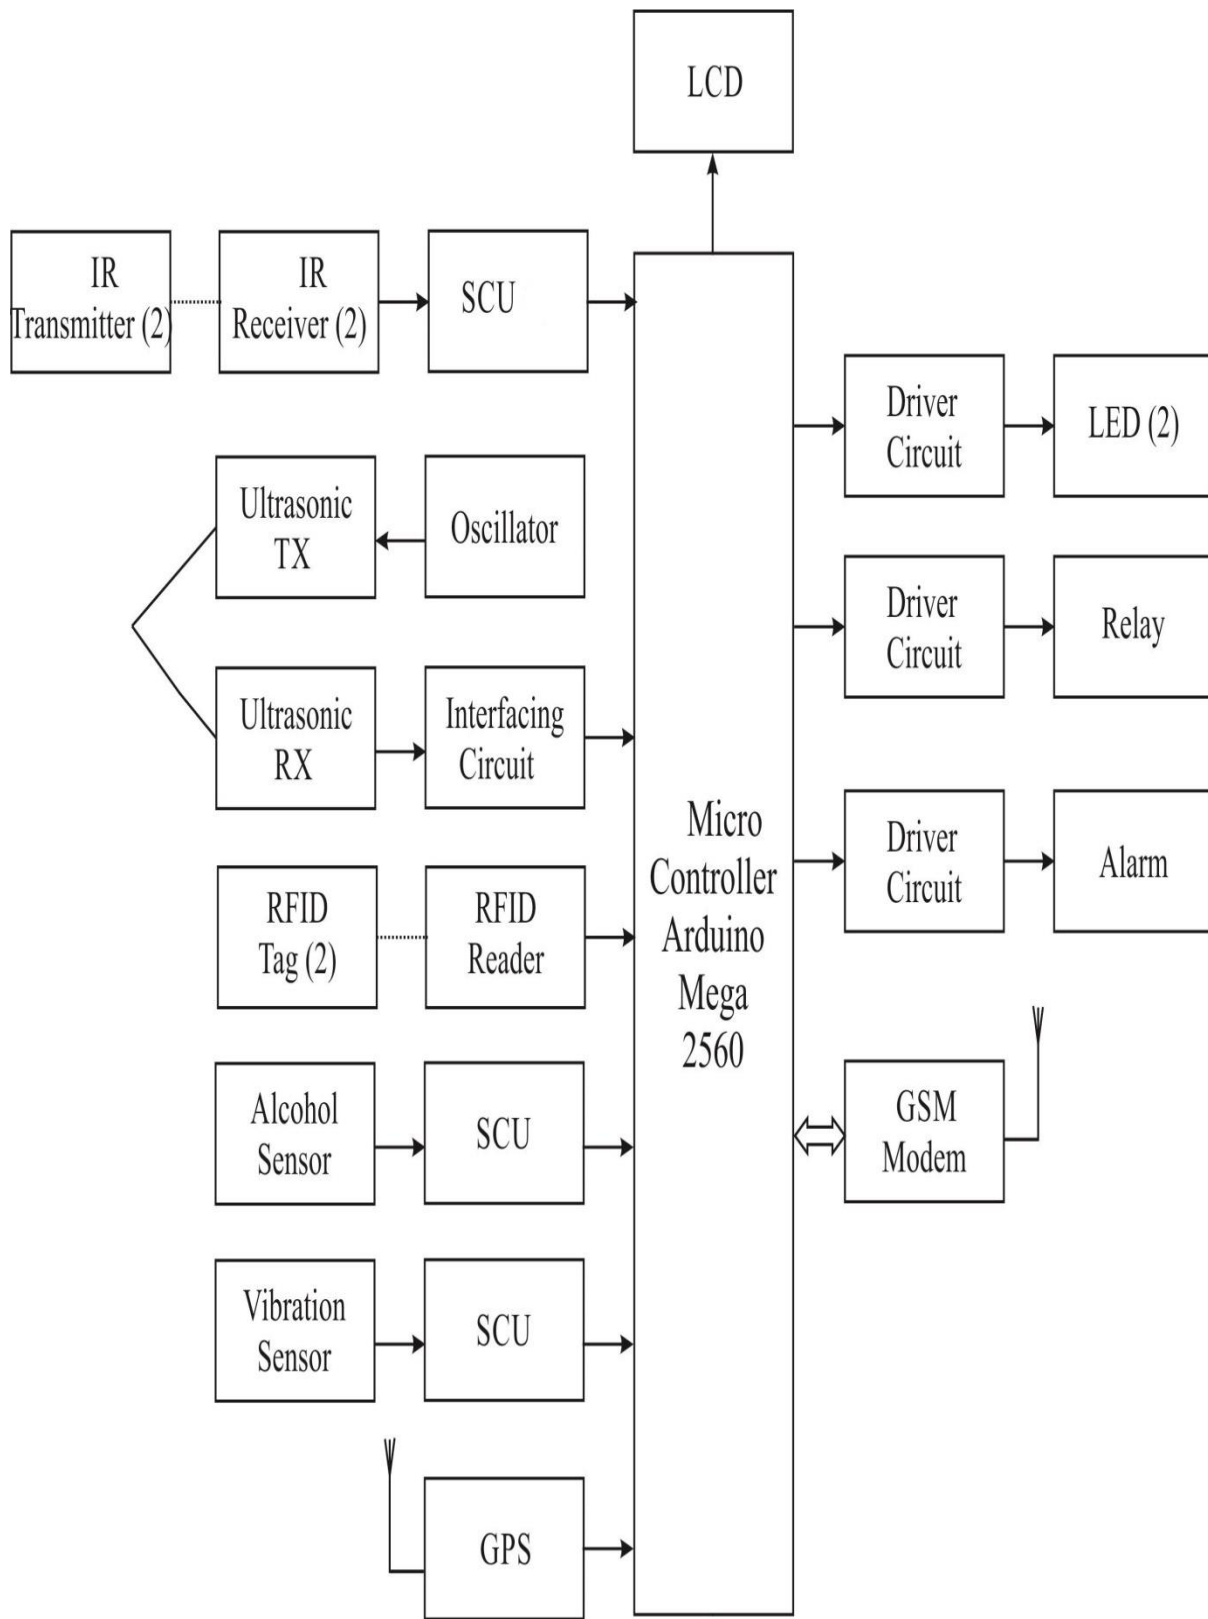 LCD
IR
Transmitter (2)
IR
Receiver (2)
SCU
Driver
Circuit
LED (2)
Ultrasonic
TX
Oscillator
Driver
Circuit
Relay
Ultrasonic
RX
Interfacing
Circuit
Micro
Controller
Arduino
Mega
2560
Driver
Circuit
Alarm
RFID
Tag (2)
RFID
Reader
Alcohol
Sensor
SCU
GSM
Modem
Vibration
Sensor
SCU
GPS